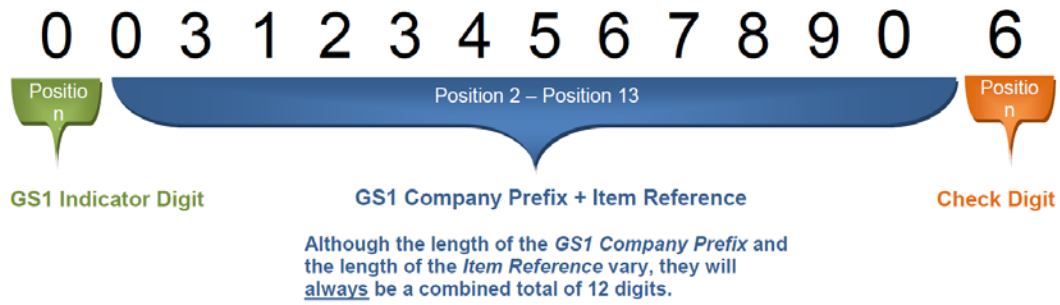 0 0 3 1 2 3 4 5 6 7 8 9 0 6
Positio
n
Position 2 – Position 13
Positio
n
GS1 Indicator Digit
GS1 Company Prefix + Item Reference
Check Digit
Although the length of the GS1 Company Prefix and
the length of the Item Reference vary, they will
always be a combined total of 12 digits.